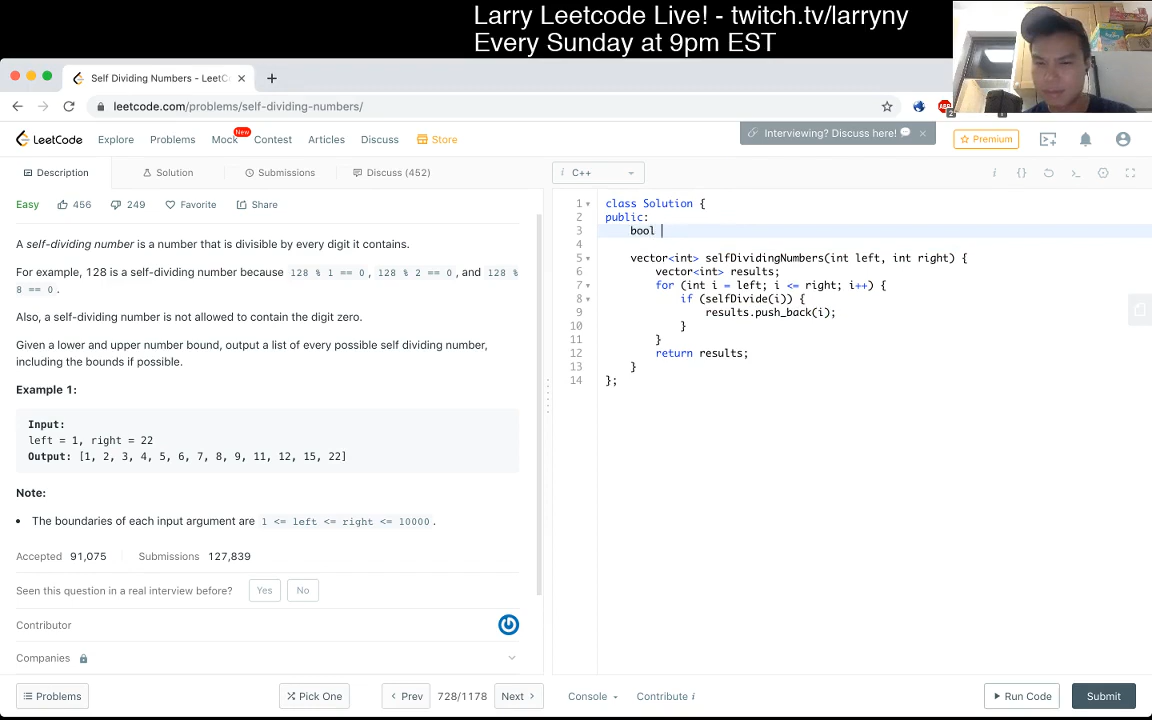 Larry Leetcode Live! - twitch.tv/larryny
Every Sunday at 9pm EST
Self Dividing Numbers - LeetC
leetcode.com/problems/self-dividing-numbers/
LeetCode
Explore
Problems
Mock
New
Contest
Articles
Discuss
Store
Interviewing? Discuss here!
Premium
Description
Solution
Submissions
Discuss (452)
i C++
Easy
456
249
Favorite
Share
A self-dividing number is a number that is divisible by every digit it contains.
For example, 128 is a self-dividing number because 128 % 1 == 0, 128 % 2 == 0, and 128 %
8 == 0.
Also, a self-dividing number is not allowed to contain the digit zero.
Given a lower and upper number bound, output a list of every possible self dividing number,
including the bounds if possible.
Example 1:
Input:
left = 1, right = 22
Output: [1, 2, 3, 4, 5, 6, 7, 8, 9, 11, 12, 15, 22]
Note:
• The boundaries of each input argument are 1 <= left <= right <= 10000.
Accepted 91,075 Submissions 127,839
Seen this question in a real interview before? Yes No
Contributor
Companies
1 class Solution {
2 public:
3 bool
4
5 vector<int> selfDividingNumbers(int left, int right) {
6 vector<int> results;
7 for (int i = left; i <= right; i++) {
8 if (selfDivide(i)) {
9 results.push_back(i);
10 }
11 }
12 return results;
13 }
14 };
Problems
Pick One
Prev
728/1178
Next
Console
Contribute i
Run Code
Submit